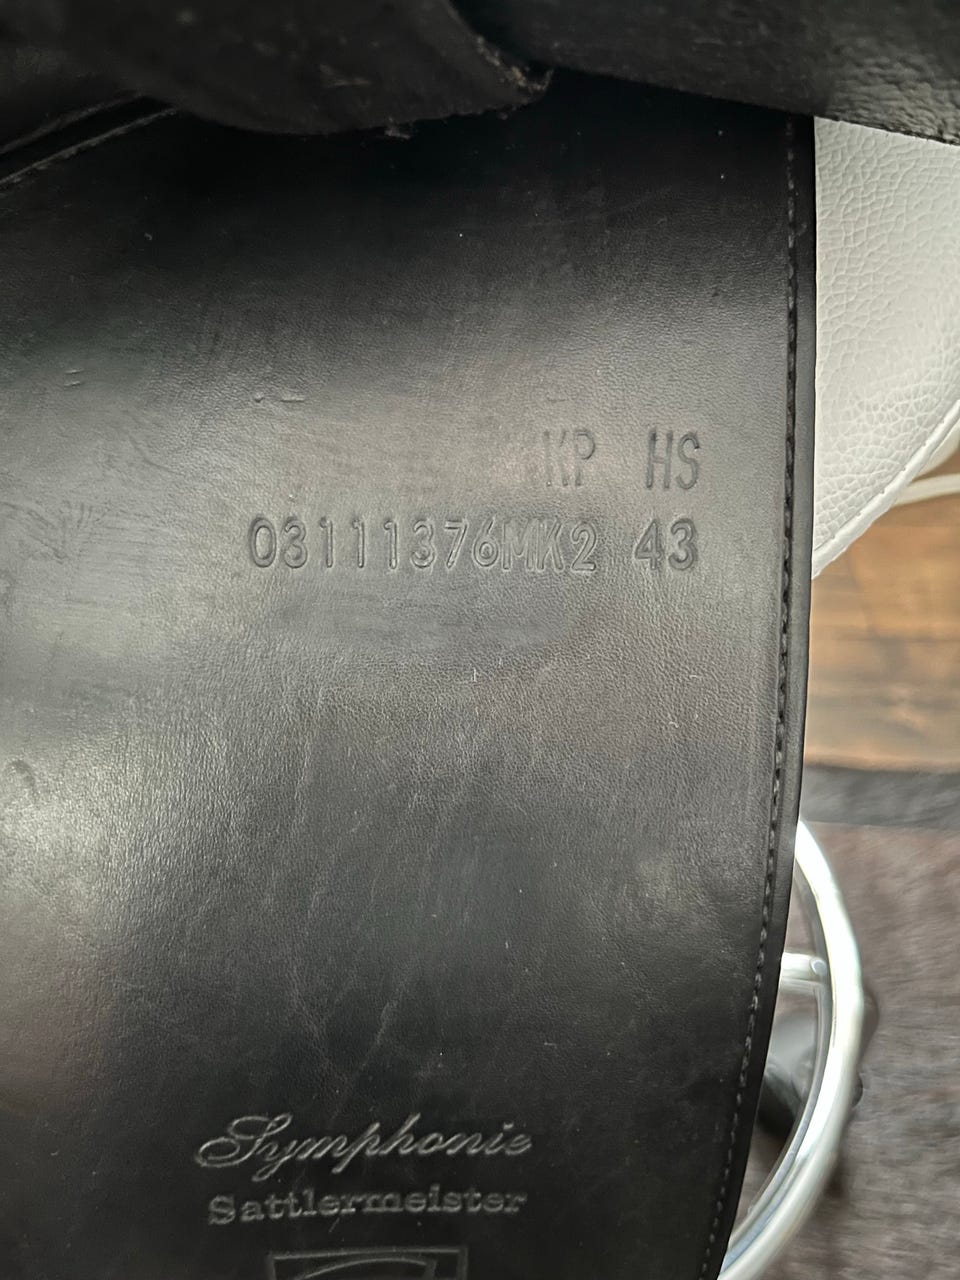 KP HS
03111376MK2 43
Symphonie
Sattlermeister